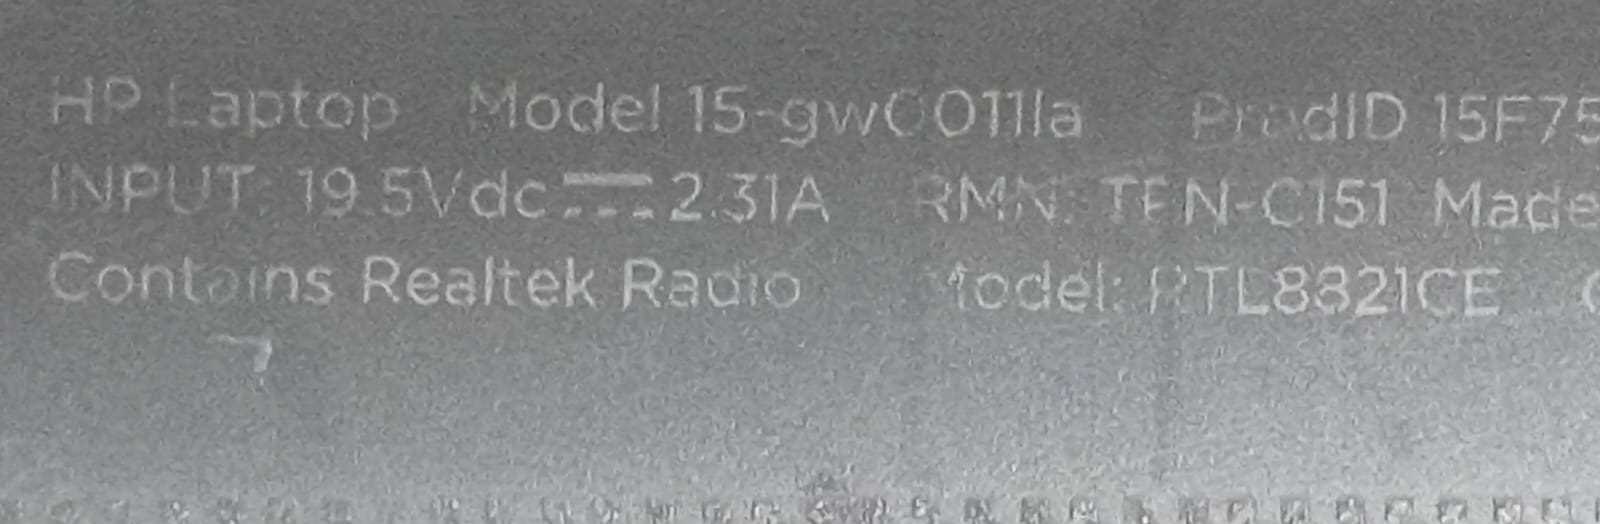 HP Laptop Model 15-gw0011la ProdID 15F75
INPUT: 19.5Vdc ⎓ 2.31A RMN: TPN-C151 Made
Contains Realtek Radio Model: RTL8821CE